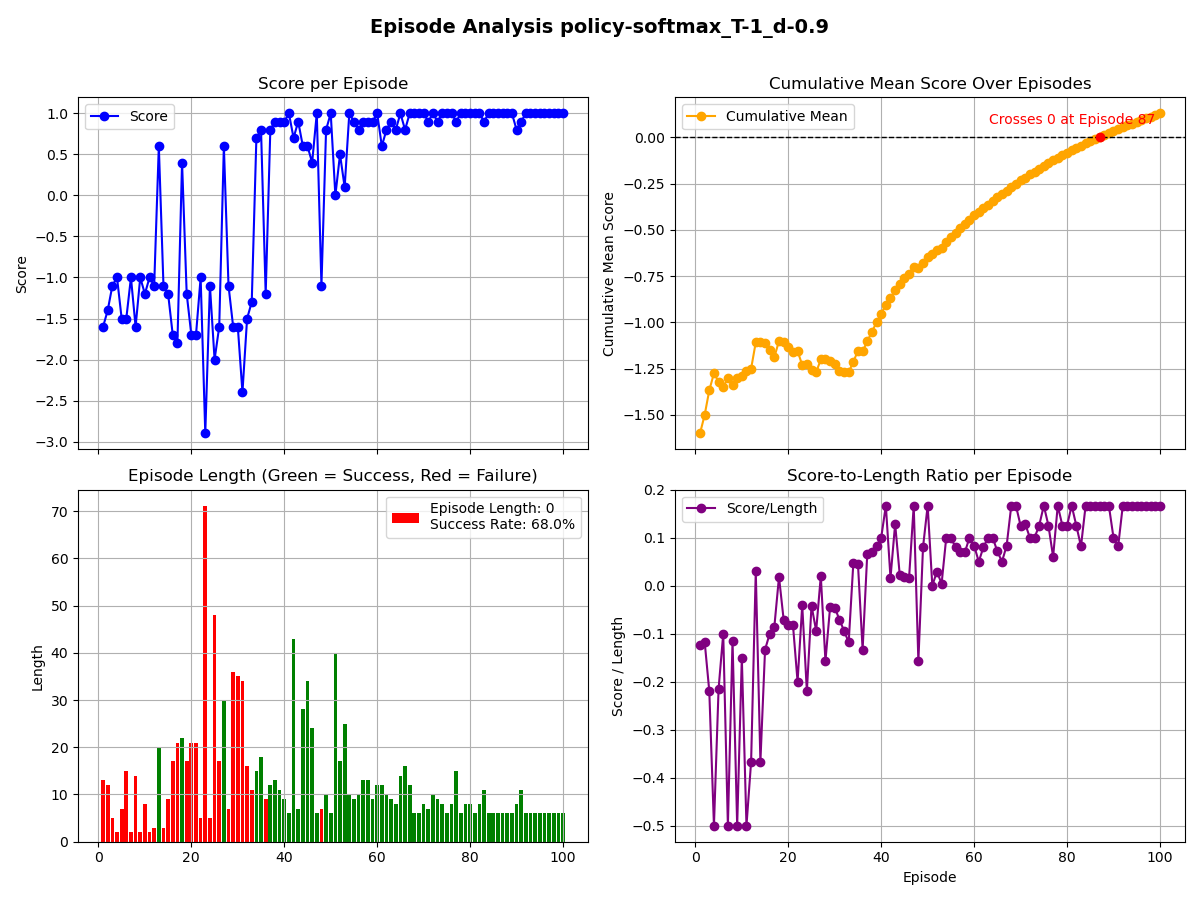 Episode Analysis policy-softmax_T-1_d-0.9
Score per Episode
Score
1.0
0.5
0.0
−0.5
−1.0
−1.5
−2.0
−2.5
−3.0
Score
Cumulative Mean Score Over Episodes
Cumulative Mean
Crosses 0 at Episode 87
0.00
−0.25
−0.50
−0.75
−1.00
−1.25
−1.50
Cumulative Mean Score
Episode Length (Green = Success, Red = Failure)
Episode Length: 0
Success Rate: 68.0%
70
60
50
40
30
20
10
0
Length
0 20 40 60 80 100
Score-to-Length Ratio per Episode
Score/Length
0.2
0.1
0.0
−0.1
−0.2
−0.3
−0.4
−0.5
Score / Length
0 20 40 60 80 100
Episode